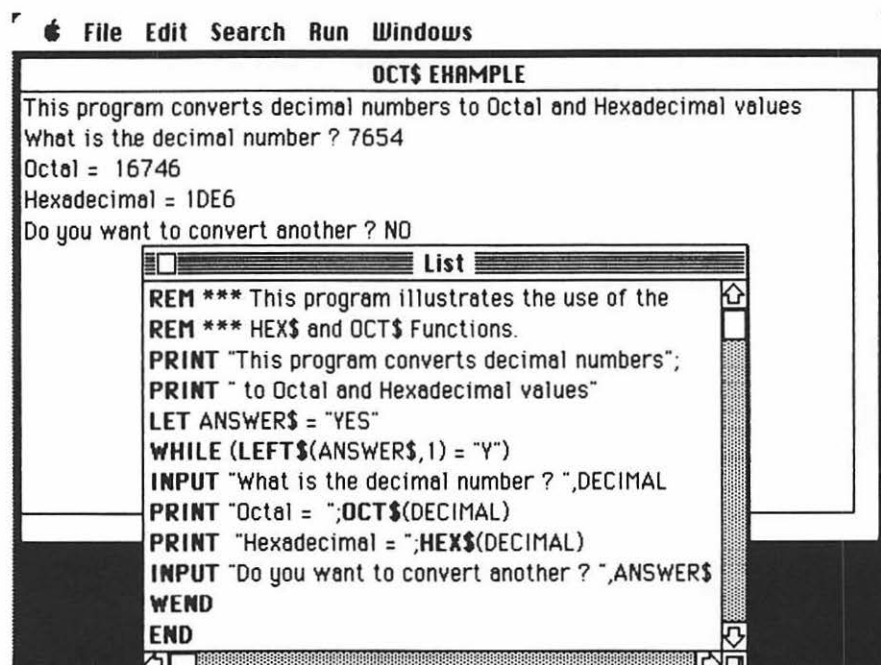 File Edit Search Run Windows
OCT$ EXAMPLE
This program converts decimal numbers to Octal and Hexadecimal values
What is the decimal number ? 7654
Octal =  16746
Hexadecimal = 1DE6
Do you want to convert another ? NO
List
REM *** This program illustrates the use of the
REM *** HEX$ and OCT$ Functions.
PRINT "This program converts decimal numbers";
PRINT " to Octal and Hexadecimal values"
LET ANSWER$ = "YES"
WHILE (LEFT$(ANSWER$,1) = "Y")
INPUT "What is the decimal number ? ",DECIMAL
PRINT "Octal =  ";OCT$(DECIMAL)
PRINT  "Hexadecimal = ";HEX$(DECIMAL)
INPUT "Do you want to convert another ? ",ANSWER$
WEND
END